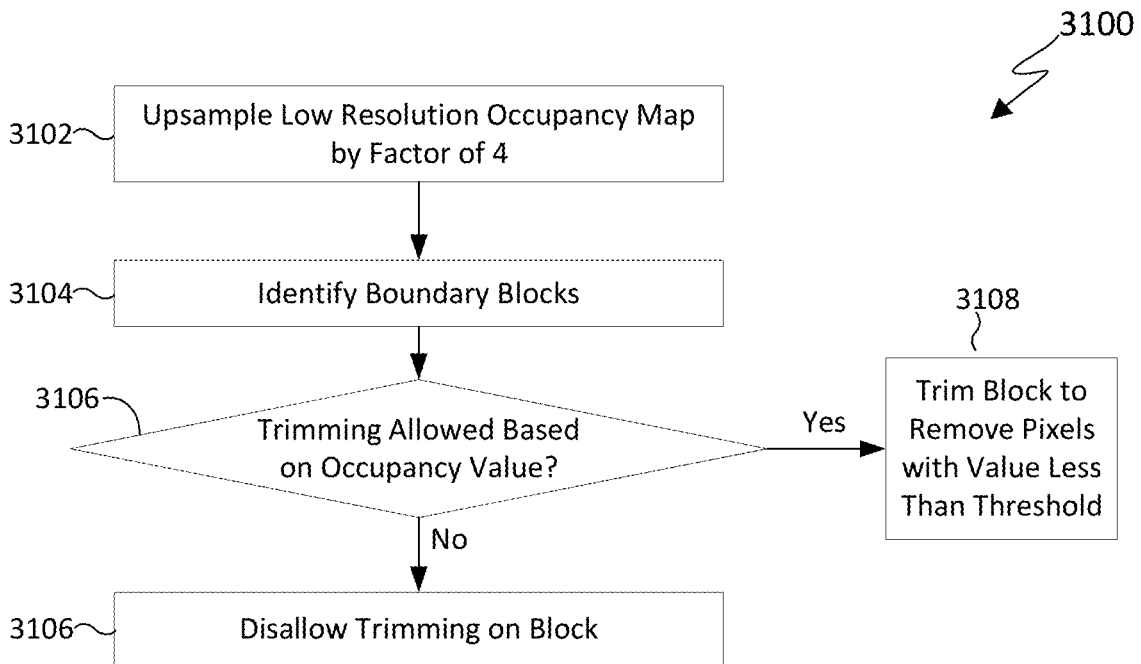 3100
3102
Upsample Low Resolution Occupancy Map
by Factor of 4
3104
Identify Boundary Blocks
3106
Trimming Allowed Based
on Occupancy Value?
Yes
3108
Trim Block to
Remove Pixels
with Value Less
Than Threshold
No
3106
Disallow Trimming on Block